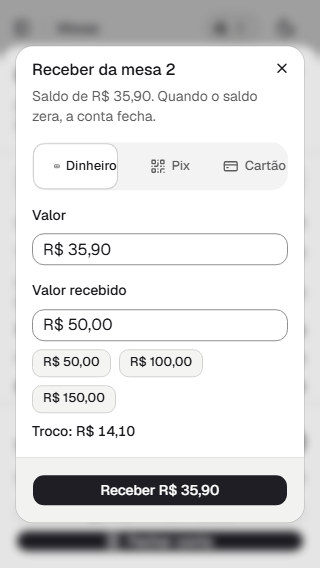 Receber da mesa 2
Saldo de R$ 35,90. Quando o saldo
zera, a conta fecha.
Dinheiro Pix Cartão
Valor
R$ 35,90
Valor recebido
R$ 50,00
R$ 50,00 R$ 100,00
R$ 150,00
Troco: R$ 14,10
Receber R$ 35,90